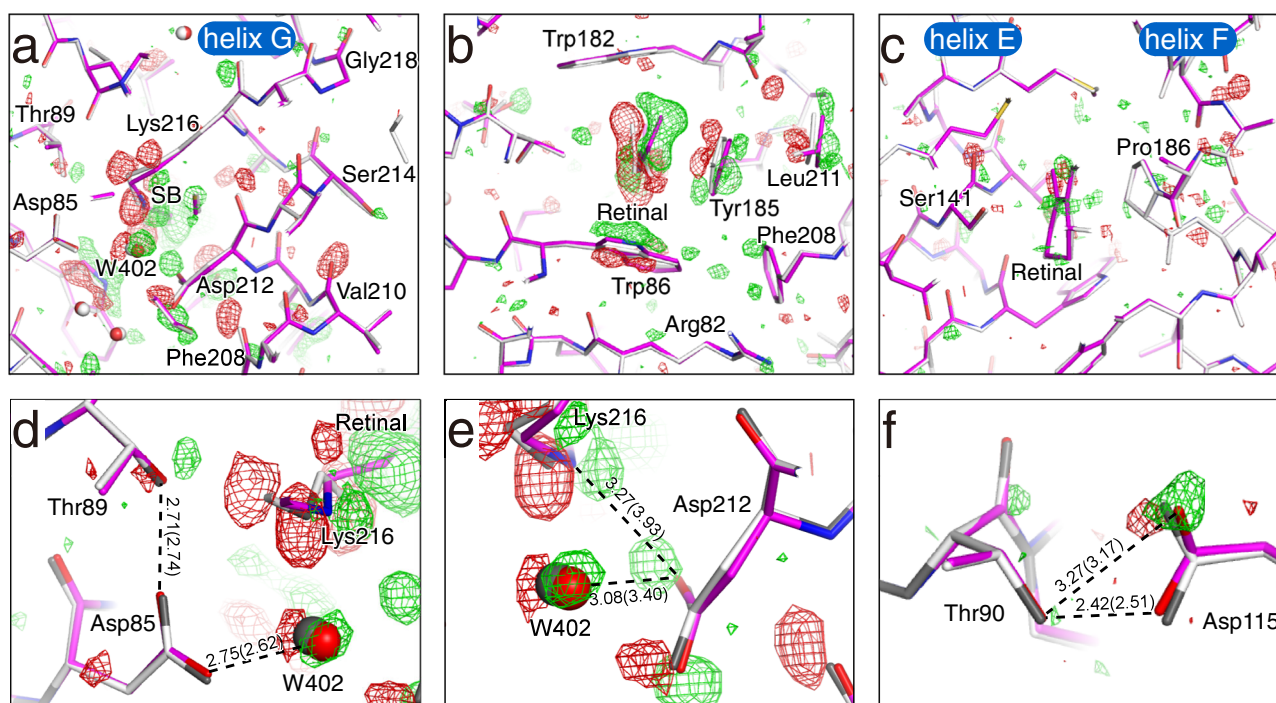 a
helix G
Gly218
Thr89
Lys216
Ser214
Asp85
SB
W402
Asp212
Val210
Phe208
b
Trp182
Leu211
Tyr185
Retinal
Phe208
Trp86
Arg82
c
helix E
helix F
Pro186
Ser141
Retinal
d
Retinal
Thr89
2.71(2.74)
Lys216
Asp85
2.75(2.62)
W402
e
Lys216
3.27(3.93)
Asp212
3.08(3.40)
W402
f
3.27(3.17)
Thr90
2.42(2.51)
Asp115